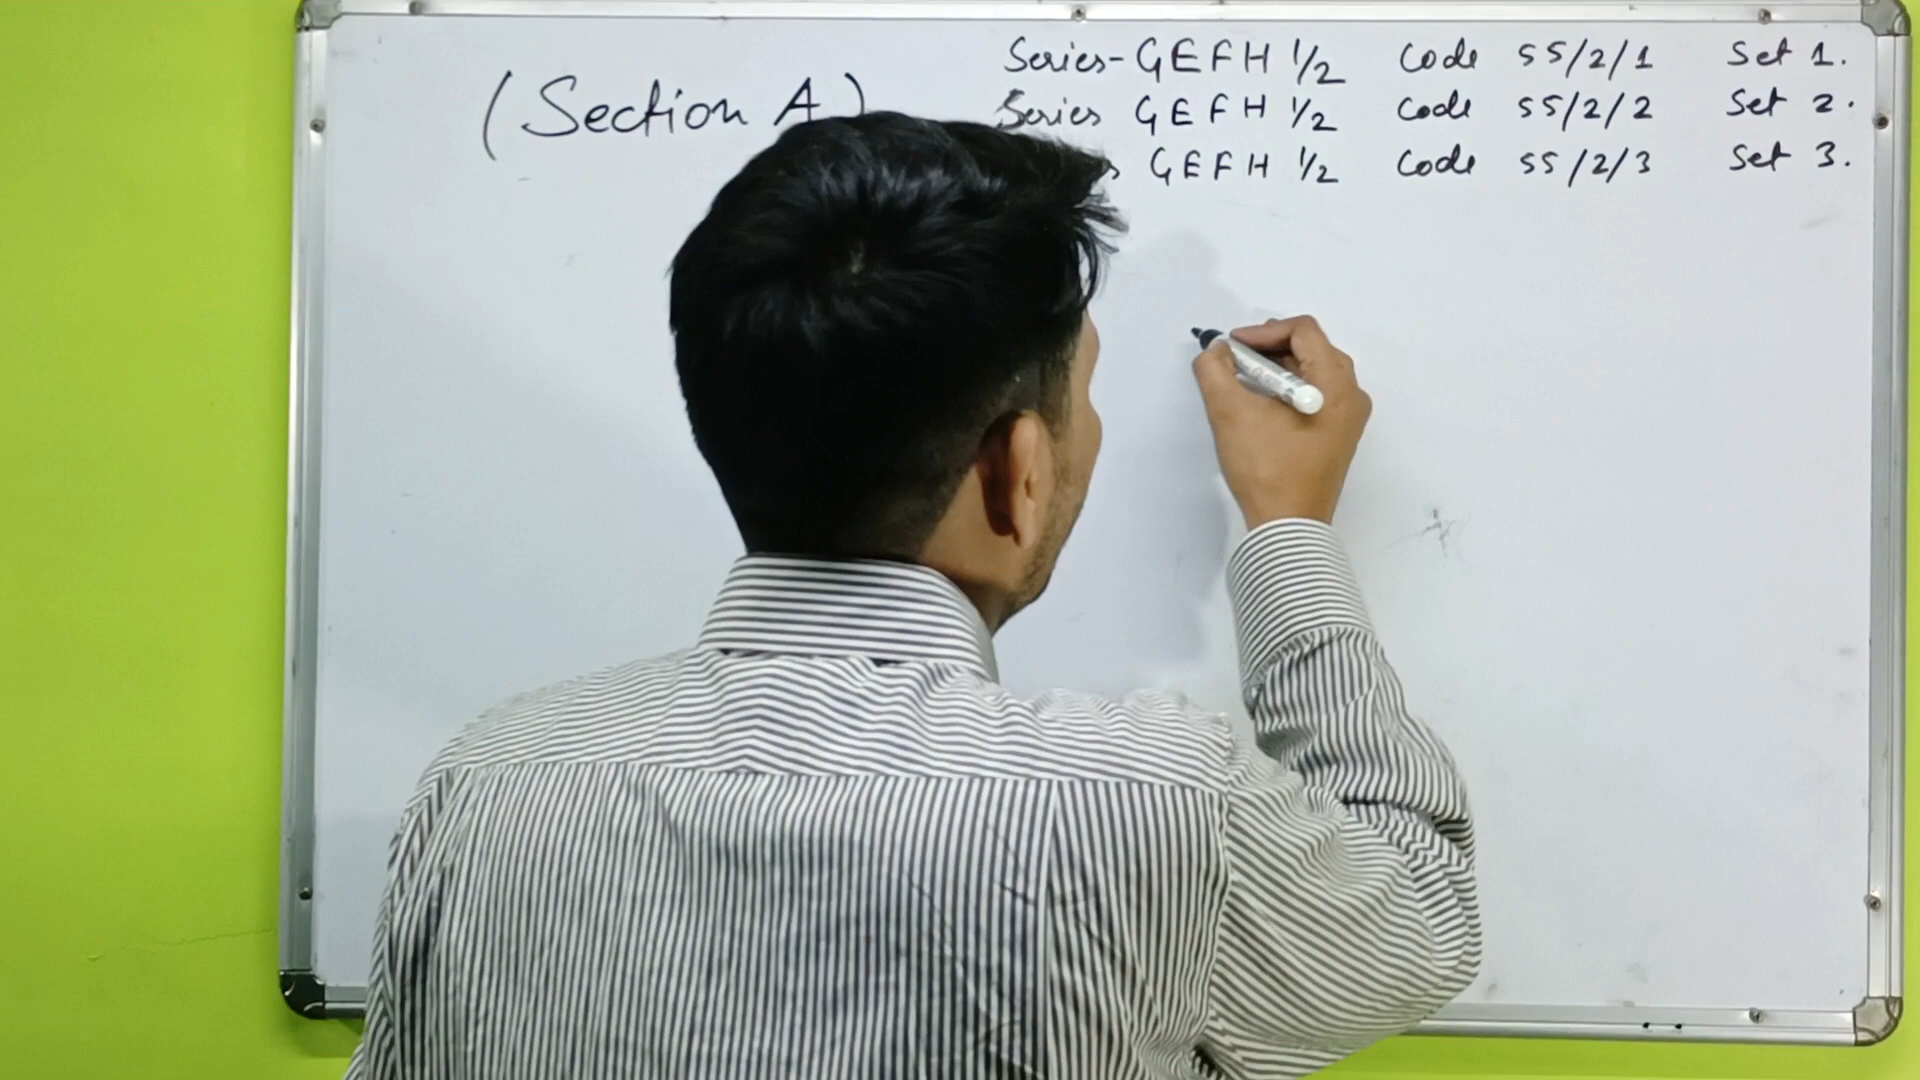 (Section A)
Series- GEFH 1/2 Code 55/2/1 Set 1.
Series GEFH 1/2 Code 55/2/2 Set 2.
GEFH 1/2 Code 55/2/3 Set 3.